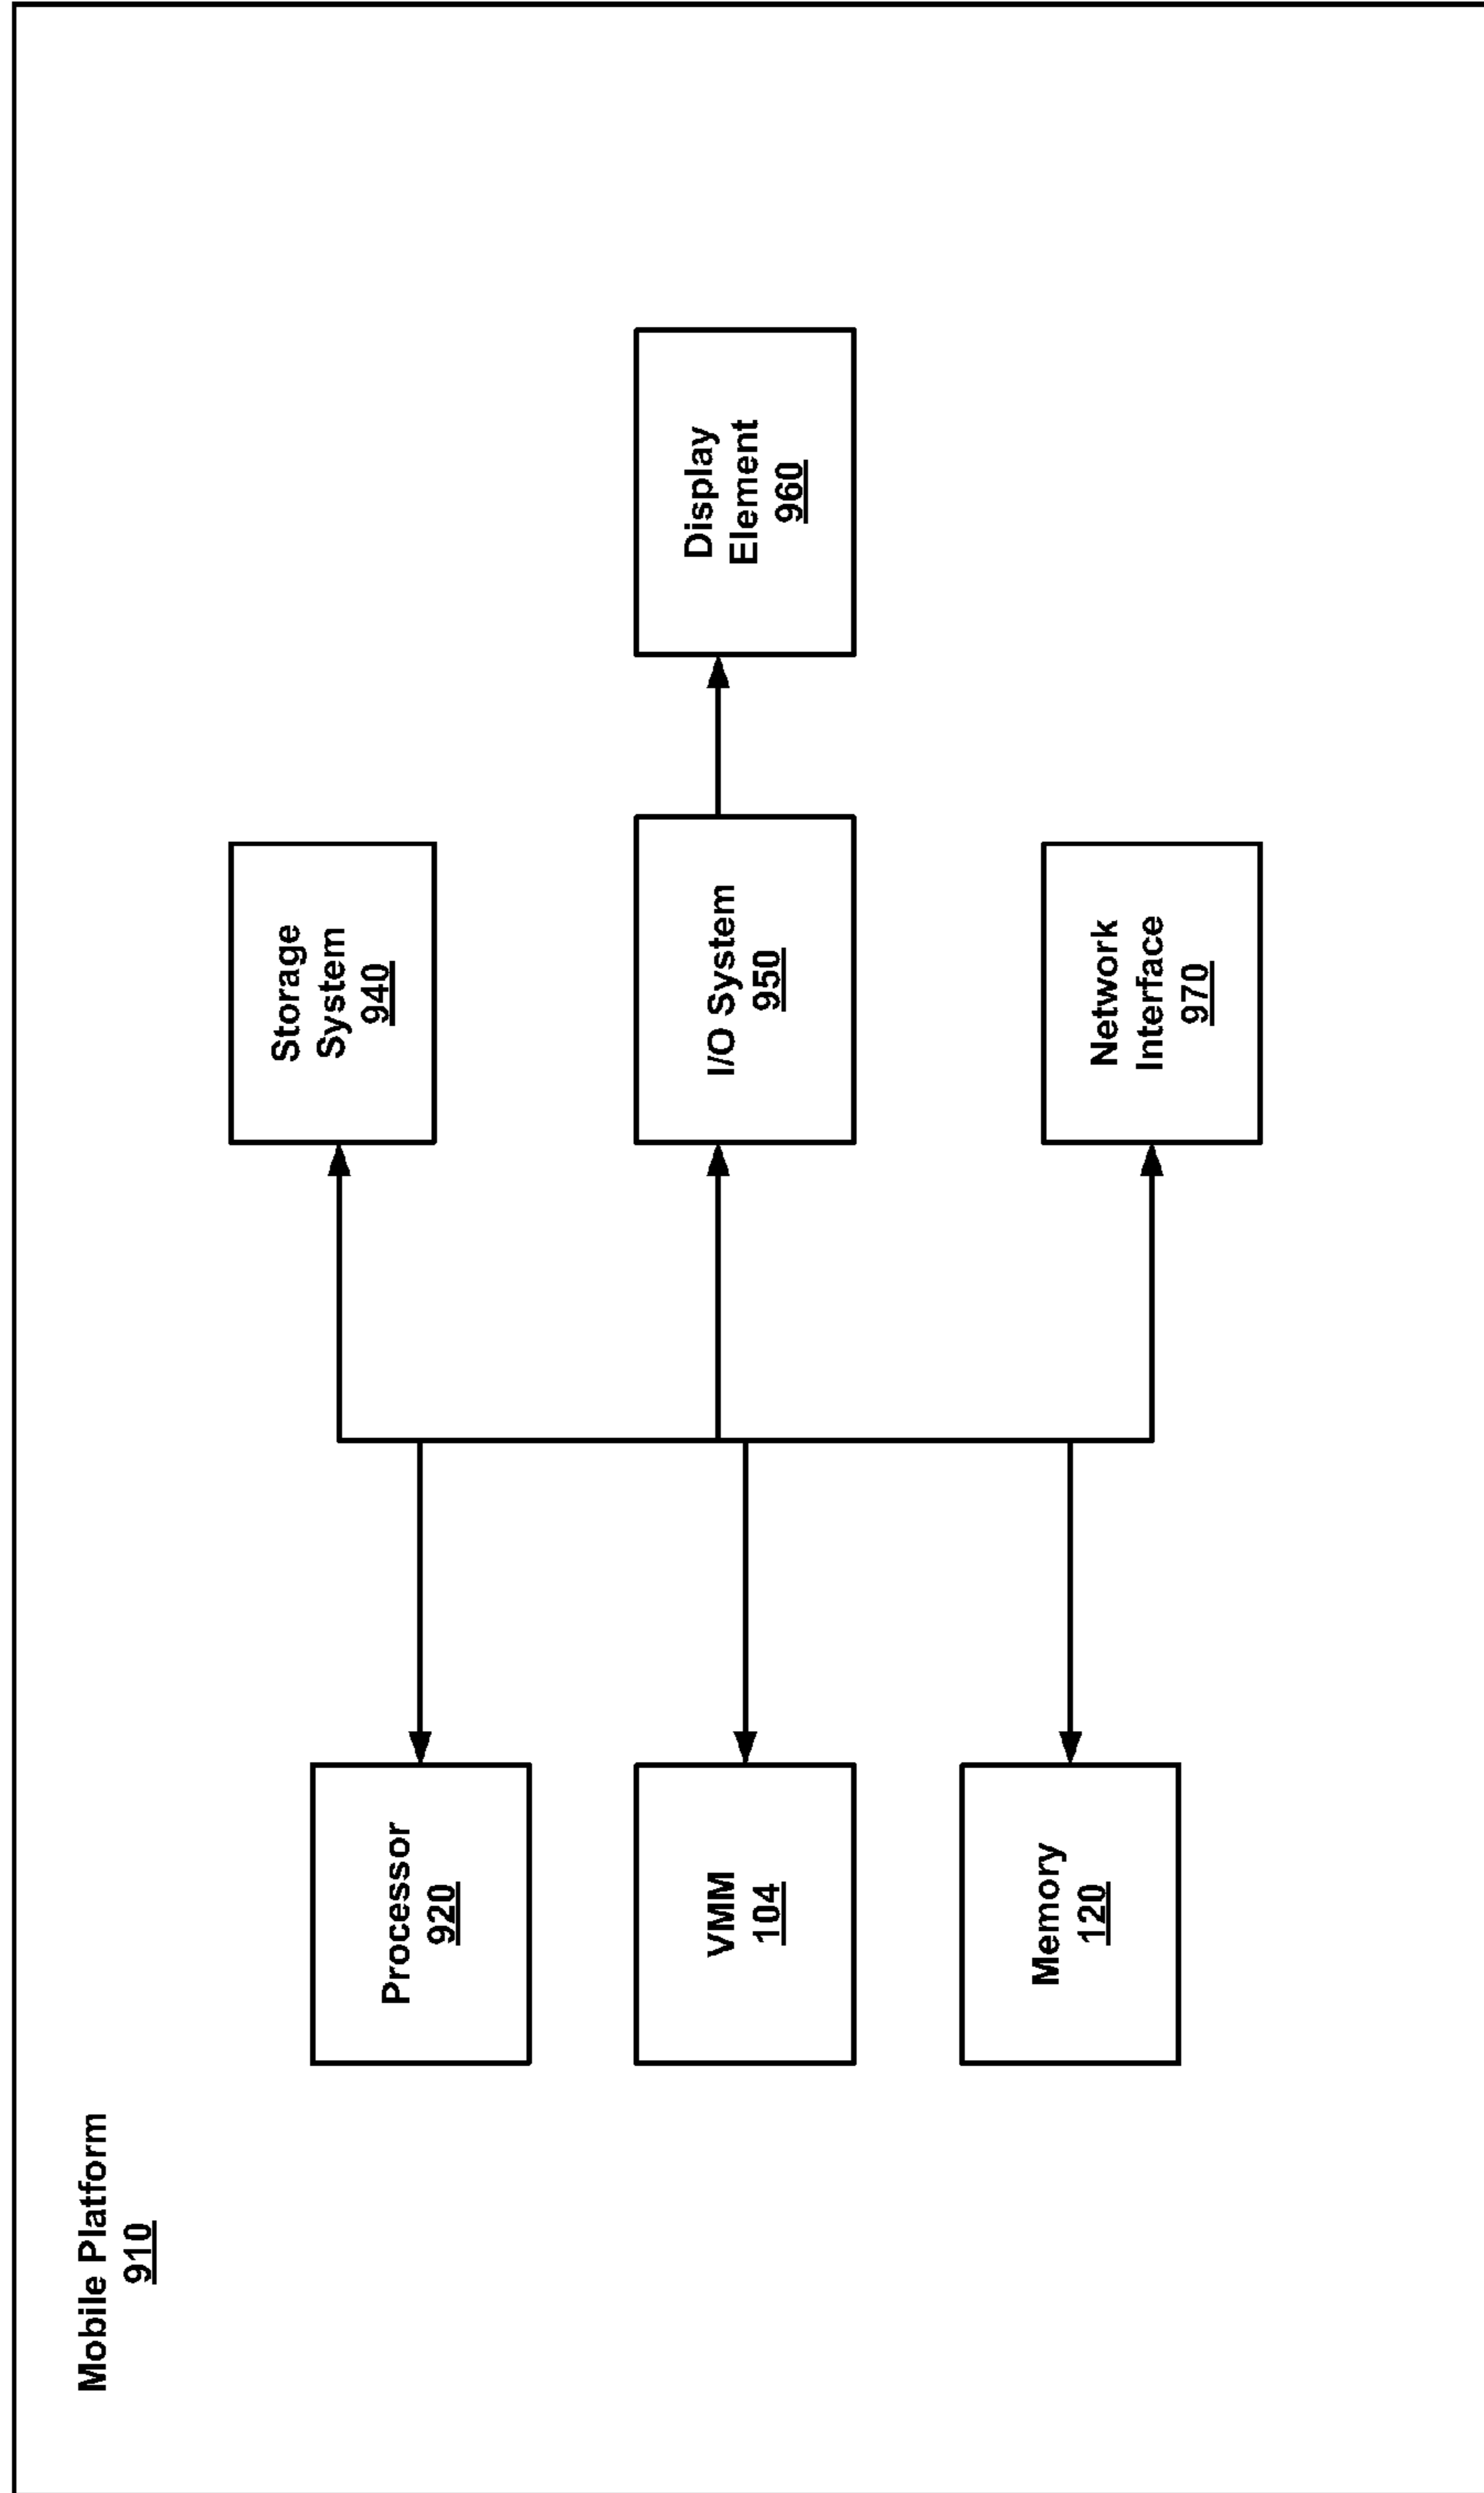 Mobile Platform
910
Processor
920
VMM
104
Memory
120
Storage
System
940
I/O System
950
Network
Interface
970
Display
Element
960